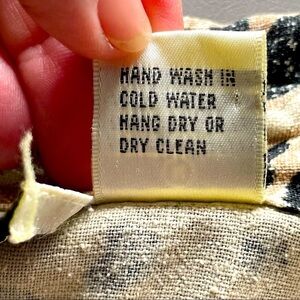 HAND WASH IN
COLD WATER
HANG DRY OR
DRY CLEAN